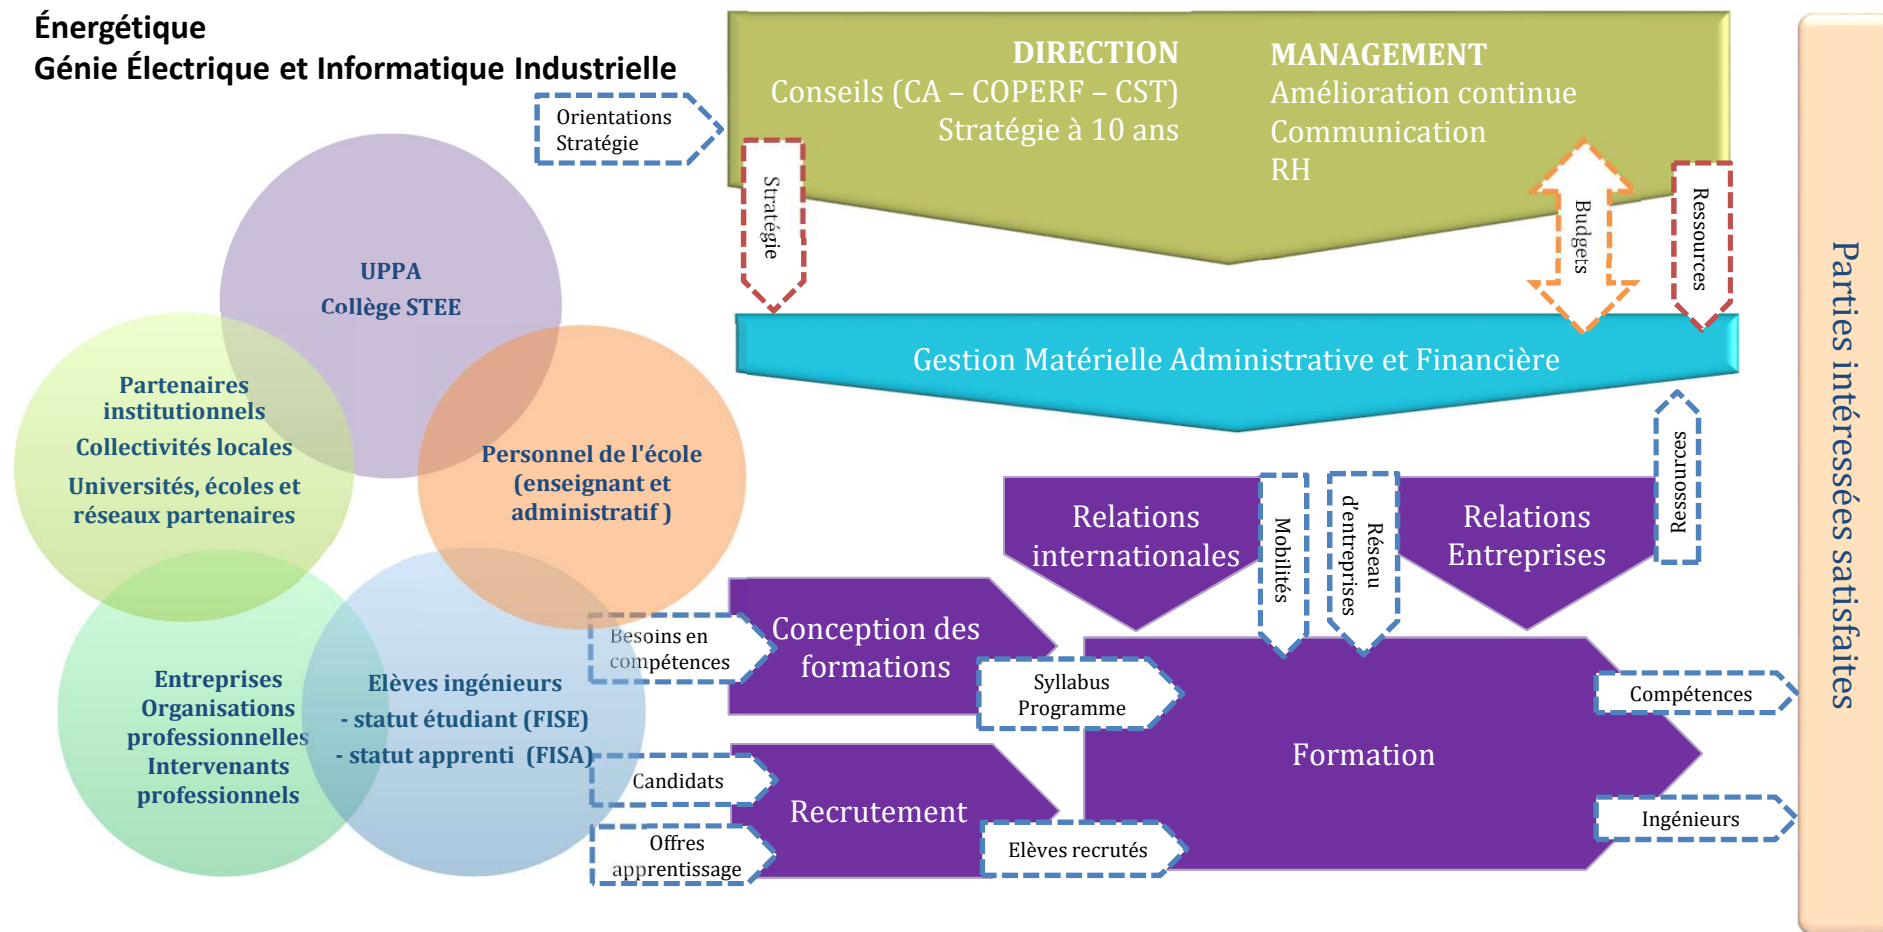 Énergétique
Génie Électrique et Informatique Industrielle
Orientations
Stratégie
DIRECTION
Conseils (CA – COPERF – CST)
Stratégie à 10 ans
MANAGEMENT
Amélioration continue
Communication
RH
Stratégie
Budgets
Ressources
Gestion Matérielle Administrative et Financière
Ressources
UPPA
Collège STEE
Partenaires
institutionnels
Collectivités locales
Universités, écoles et
réseaux partenaires
Personnel de l'école
(enseignant et
administratif )
Entreprises
Organisations
professionnelles
Intervenants
professionnels
Elèves ingénieurs
- statut étudiant (FISE)
- statut apprenti (FISA)
Relations
internationales
Mobilités
Réseau
d'entreprises
Relations
Entreprises
Besoins en
compétences
Conception des
formations
Syllabus
Programme
Candidats
Offres
apprentissage
Recrutement
Elèves recrutés
Formation
Compétences
Ingénieurs
Parties intéressées satisfaites